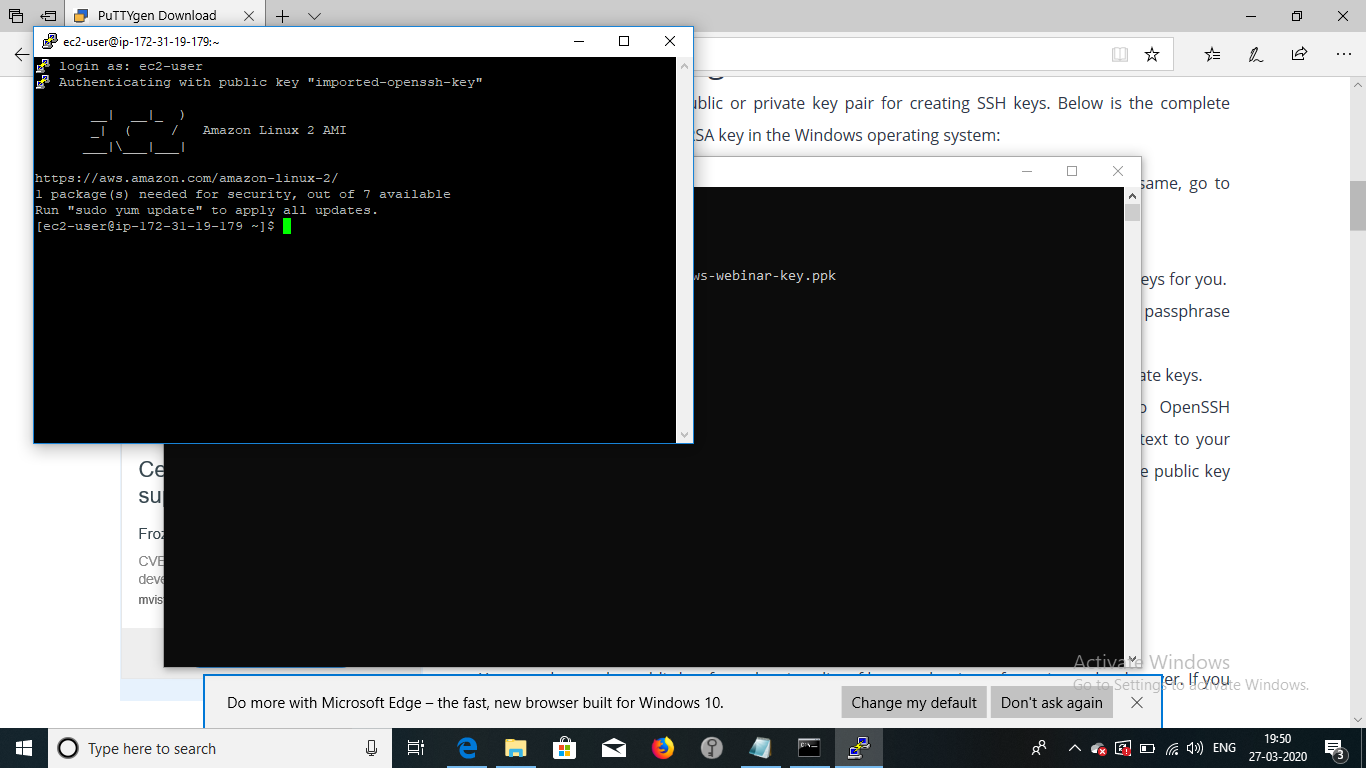 PuTTYgen Download
ec2-user@ip-172-31-19-179:~
login as: ec2-user
Authenticating with public key "imported-openssh-key"
__|  __|_  )
_|  (     /   Amazon Linux 2 AMI
___|\___|___|
https://aws.amazon.com/amazon-linux-2/
1 package(s) needed for security, out of 7 available
Run "sudo yum update" to apply all updates.
[ec2-user@ip-172-31-19-179 ~]$
or private key pair for creating SSH keys. Below is the complete
key in the Windows operating system:
same, go to
ws-webinar-key.ppk
eys for you.
passphrase
ate keys.
OpenSSH
text to your
public key
Ce
su
Froz
CVE
deve
mvis
Activate Windows
Go to Settings to activate Windows.
If you
Do more with Microsoft Edge – the fast, new browser built for Windows 10.
Change my default
Don't ask again
Type here to search
ENG
19:50
27-03-2020
3